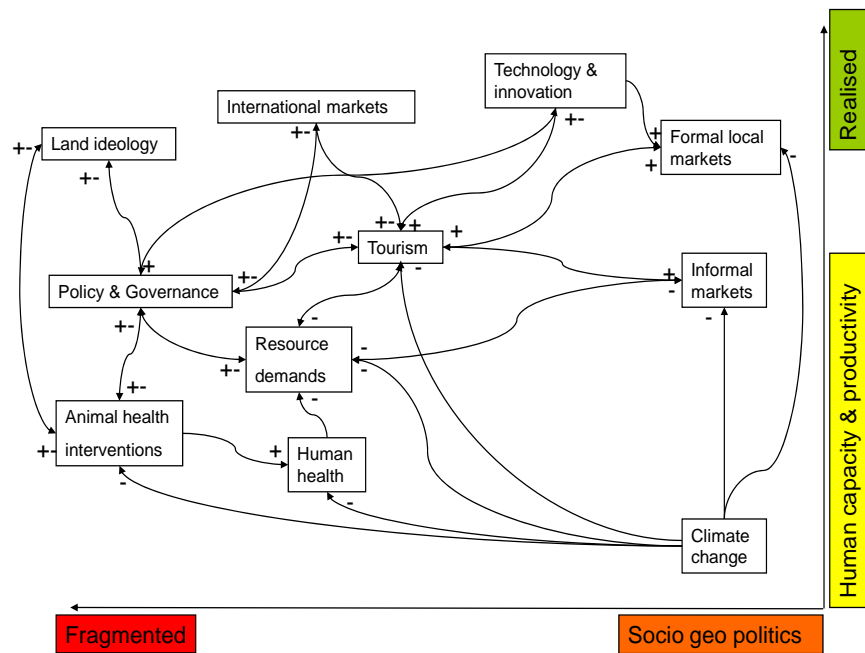 Technology &
innovation
+-
International markets
+-
Realised
+
Formal local
markets
+
-
+-
Land ideology
+-
+-
+
+
Tourism
+-
-
+
+-
Policy & Governance
+-
+
-
Informal
markets
-
-
Resource
demands
+-
-
-
-
+-
Animal health
interventions
+-
-
+
Human
health
-
Climate
change
Human capacity & productivity
Fragmented
Socio geo politics